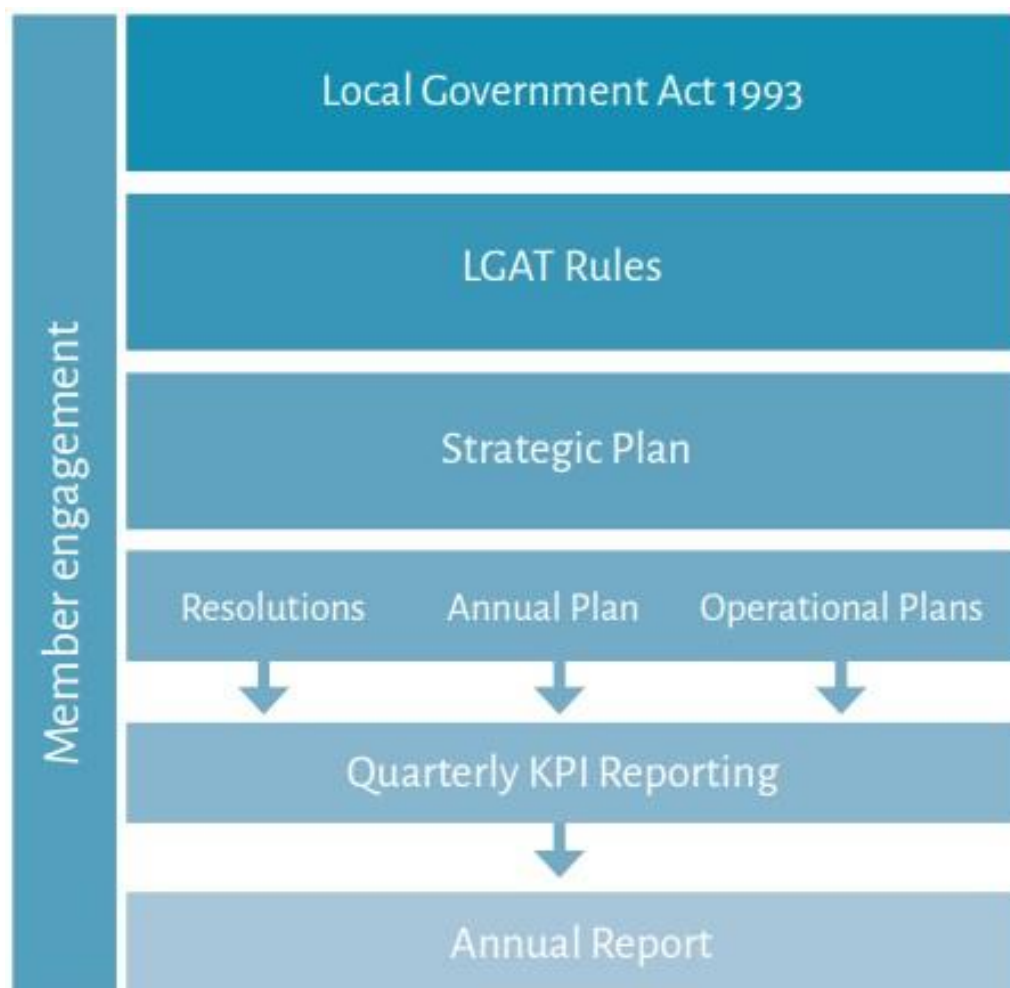 Member engagement
Local Government Act 1993
LGAT Rules
Strategic Plan
Resolutions Annual Plan Operational Plans
Quarterly KPI Reporting
Annual Report